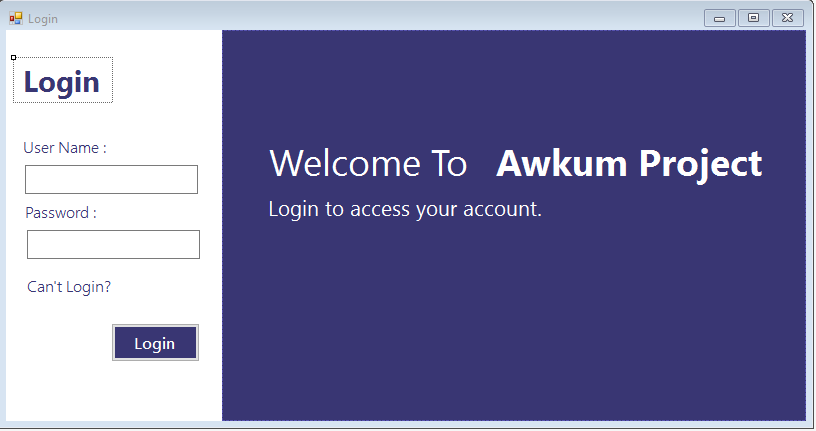 Login
Login
User Name :
Password :
Can't Login?
Login
Welcome To Awkum Project
Login to access your account.